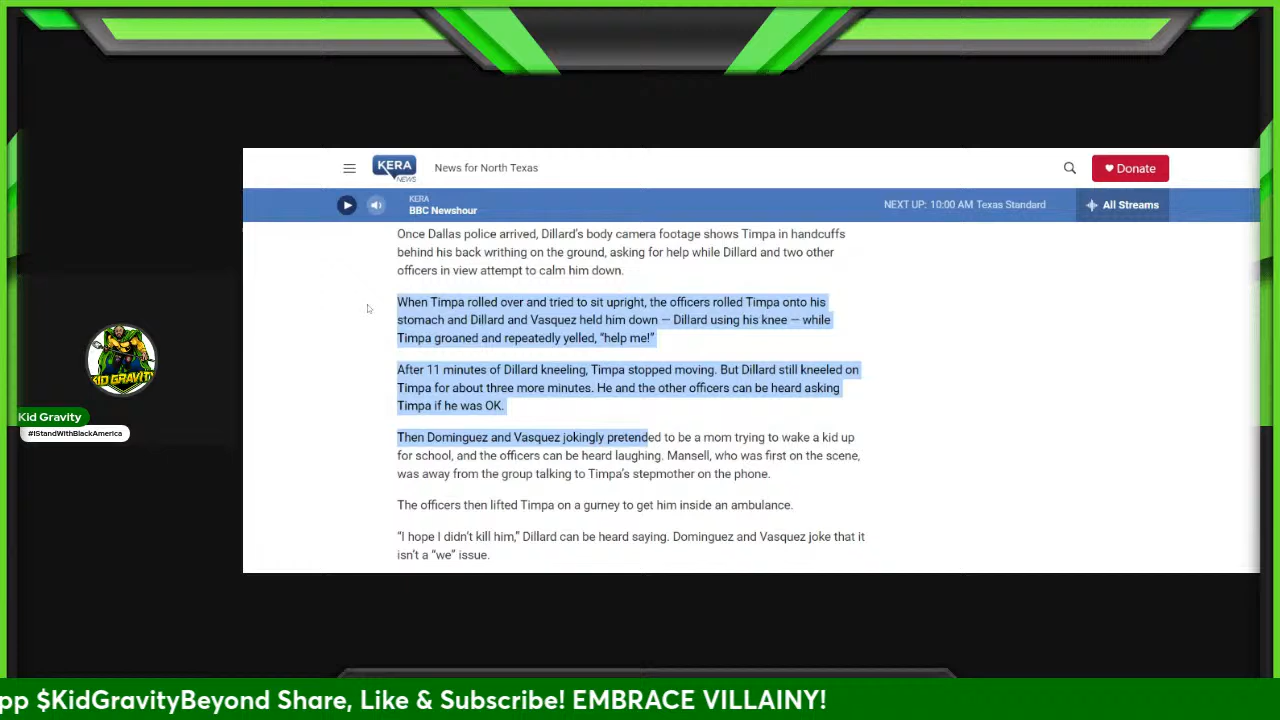 KERA
NEWS
News for North Texas
Donate
KERA
BBC Newshour
NEXT UP: 10:00 AM Texas Standard
All Streams
Once Dallas police arrived, Dillard's body camera footage shows Timpa in handcuffs
behind his back writhing on the ground, asking for help while Dillard and two other
officers in view attempt to calm him down.
When Timpa rolled over and tried to sit upright, the officers rolled Timpa onto his
stomach and Dillard and Vasquez held him down — Dillard using his knee — while
Timpa groaned and repeatedly yelled, "help me!"
After 11 minutes of Dillard kneeling, Timpa stopped moving. But Dillard still kneeled on
Timpa for about three more minutes. He and the other officers can be heard asking
Timpa if he was OK.
Then Dominguez and Vasquez jokingly pretended to be a mom trying to wake a kid up
for school, and the officers can be heard laughing. Mansell, who was first on the scene,
was away from the group talking to Timpa's stepmother on the phone.
The officers then lifted Timpa on a gurney to get him inside an ambulance.
"I hope I didn't kill him," Dillard can be heard saying. Dominguez and Vasquez joke that it
isn't a "we" issue.
KID GRAVITY
Kid Gravity
#IStandWithBlackAmerica
pp $KidGravityBeyond Share, Like & Subscribe! EMBRACE VILLAINY!